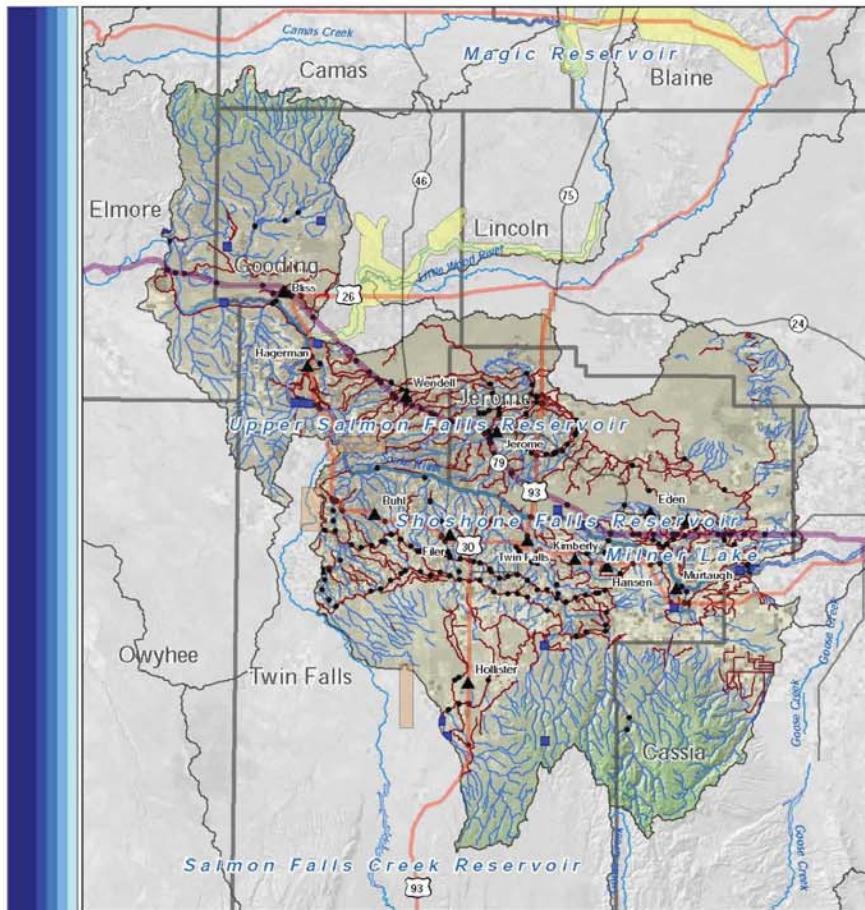 Camas Creek
Magic Reservoir
Camas
Blaine
46
75
Elmore
Lincoln
Gooding
Little Wood River
Bliss
26
24
Hagerman
Wendell
Jerome
Upper Salmon Falls Reservoir
Jerome
79
93
Eden
Buhl
Shoshone Falls Reservoir
Filer
30
Twin Falls
Kimberly
Milner Lake
Hansen
Murtaugh
Goose Creek
Owyhee
Twin Falls
Hollister
Goose Creek
Cassia
Salmon Falls Creek Reservoir
Goose Creek
93